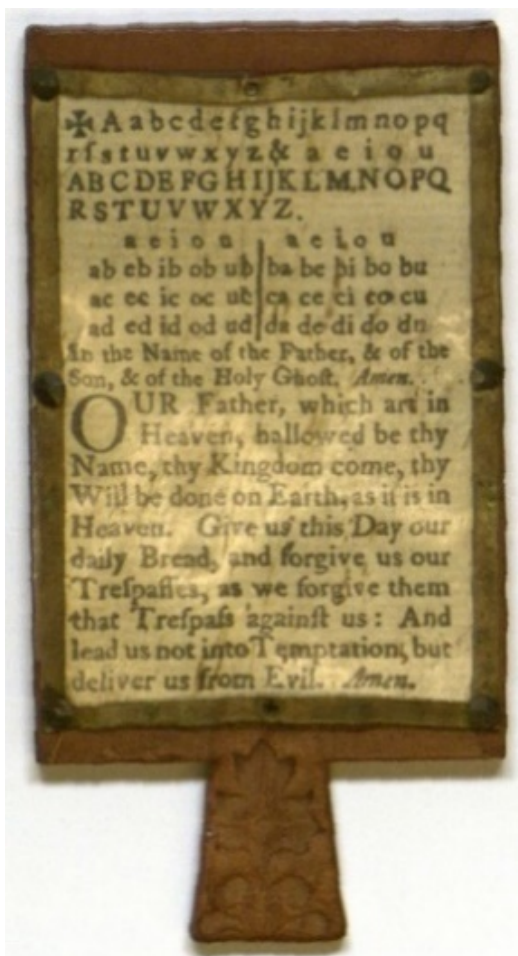 ✠ A a b c d e f g h i j k l m n o p q
r ſ s t u v w x y z & a e i o u
A B C D E F G H I J K L M N O P Q
R S T U V W X Y Z.
a e i o u | a e i o u
ab eb ib ob ub | ba be bi bo bu
ac ec ic oc uc | ca ce ci co cu
ad ed id od ud | da de di do du
In the Name of the Father, & of the
Son, & of the Holy Ghoſt. Amen.
OUR Father, which art in
Heaven, hallowed be thy
Name, thy Kingdom come, thy
Will be done on Earth, as it is in
Heaven. Give us this Day our
daily Bread, and forgive us our
Treſpaſſes, as we forgive them
that Treſpaſs againſt us: And
lead us not into Temptation, but
deliver us from Evil. Amen.